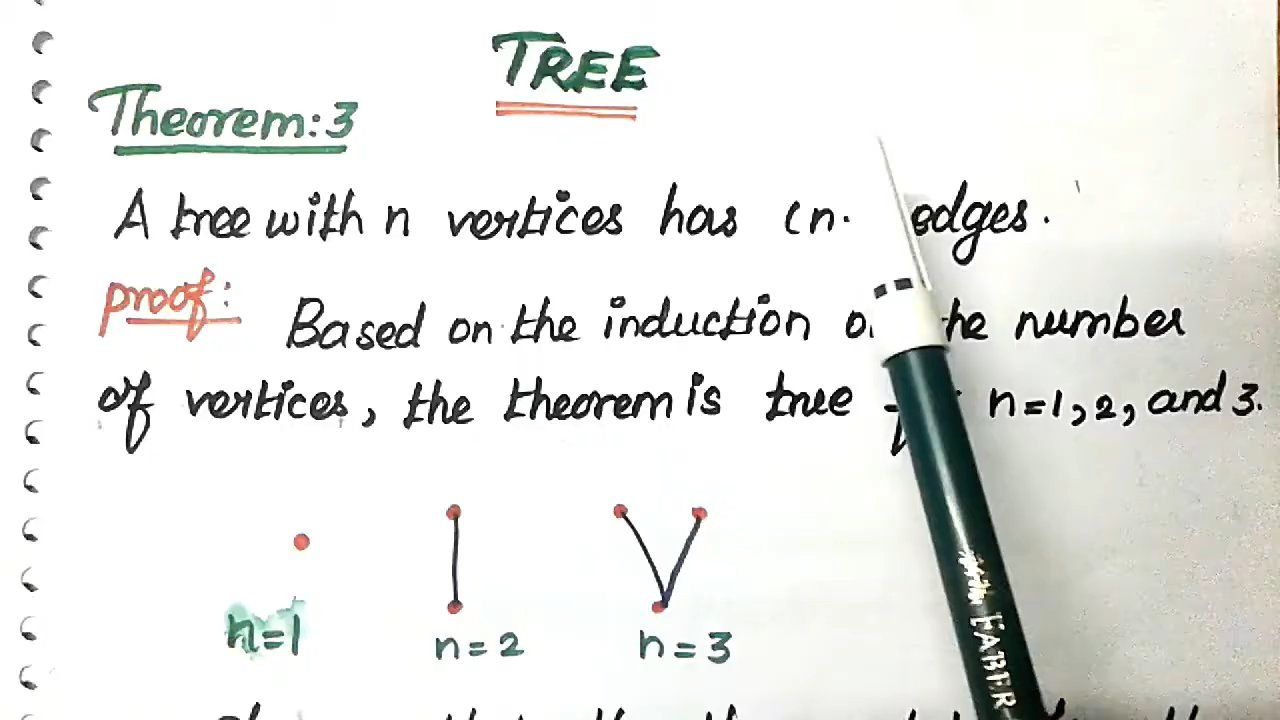 TREE
Theorem:3
A tree with n vertices has (n- edges.
proof:
Based on the induction the number
of vertices, the theorem is true n=1, 2, and 3.
n=1 n=2 n=3
FABER